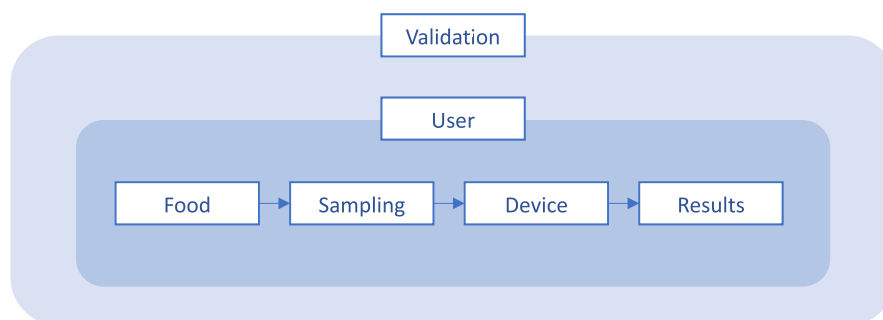 Validation
User
Food
Sampling
Device
Results